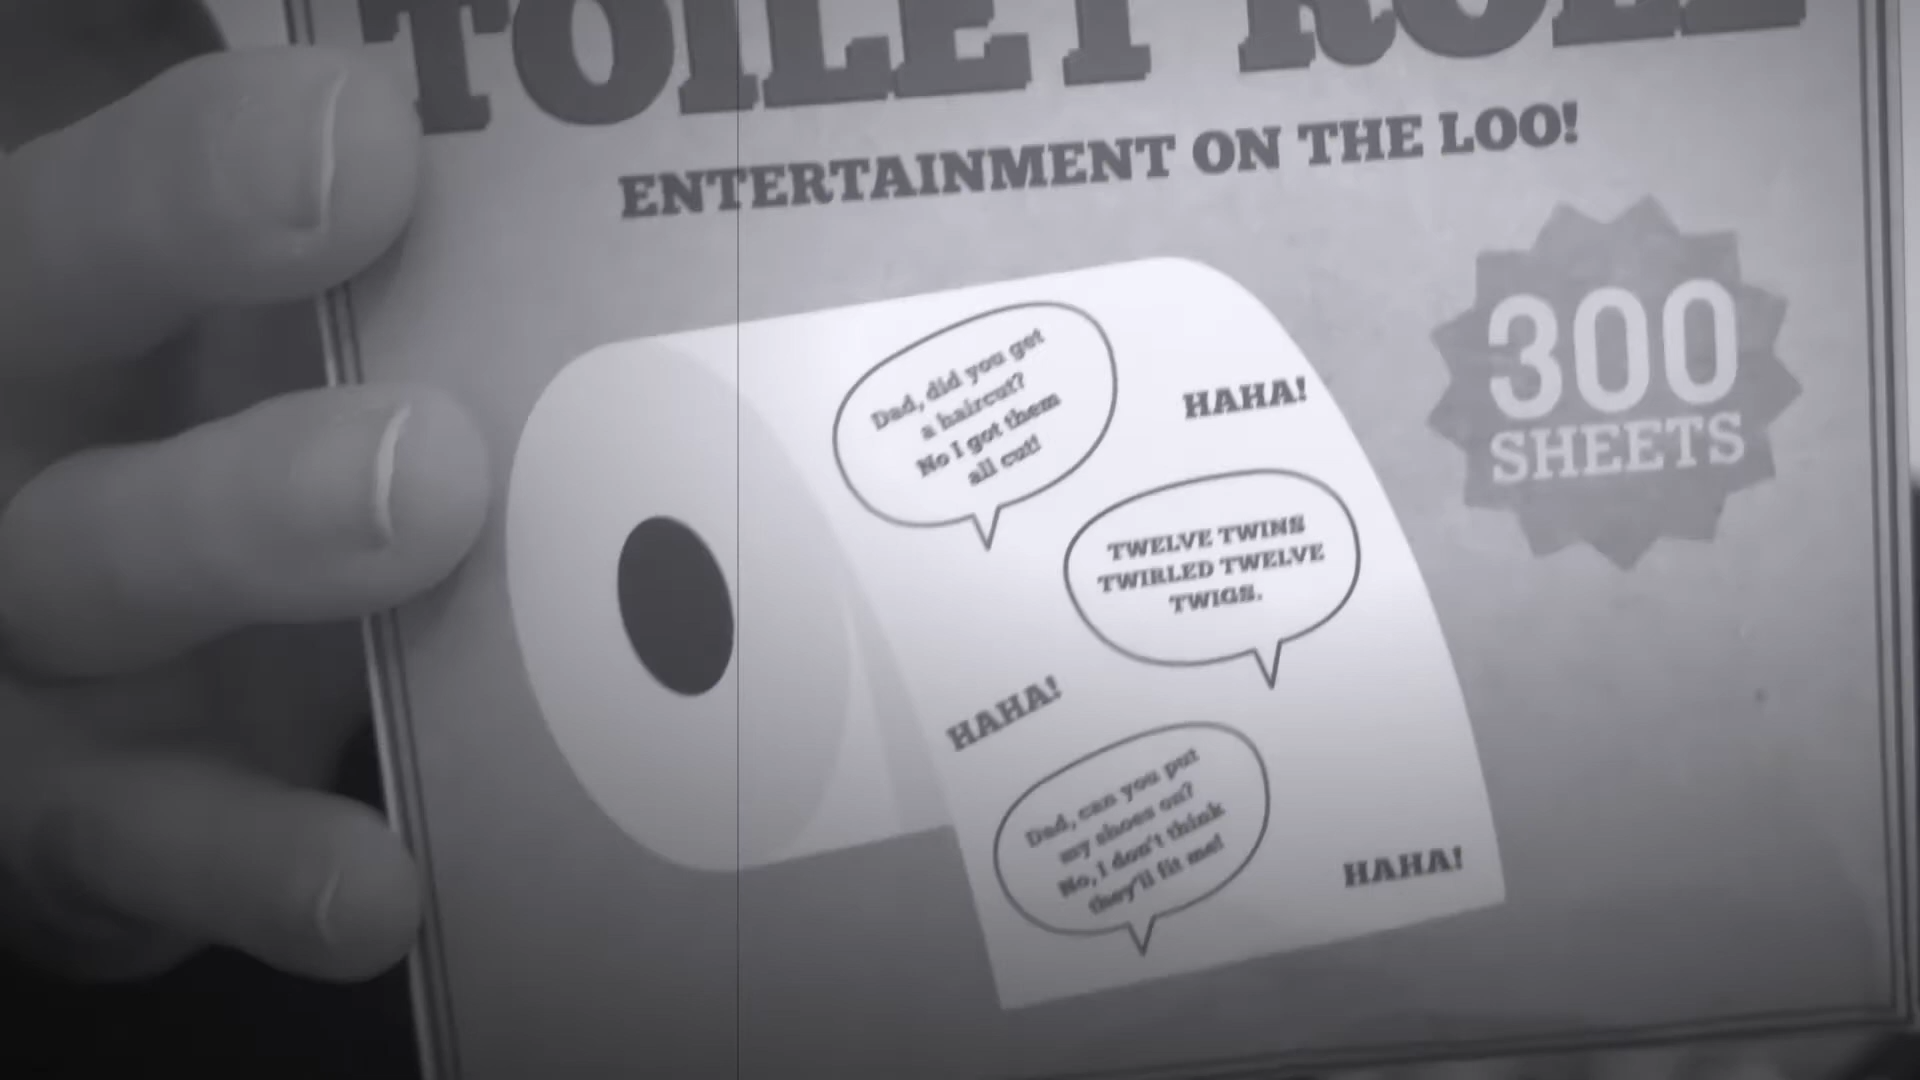 TOILET ROLL
ENTERTAINMENT ON THE LOO!
300
SHEETS
Dad, did you get
a haircut?
No I got them
all cut!
HAHA!
TWELVE TWINS
TWIRLED TWELVE
TWIGS.
HAHA!
Dad, can you put
my shoes on?
No, I don't think
they'll fit me!
HAHA!